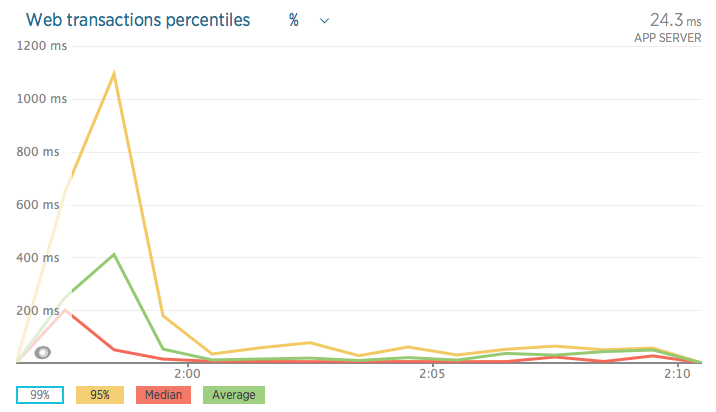 Web transactions percentiles %
24.3 ms
APP SERVER
1200 ms
1000 ms
800 ms
600 ms
400 ms
200 ms
2:00 2:05 2:10
99% 95% Median Average